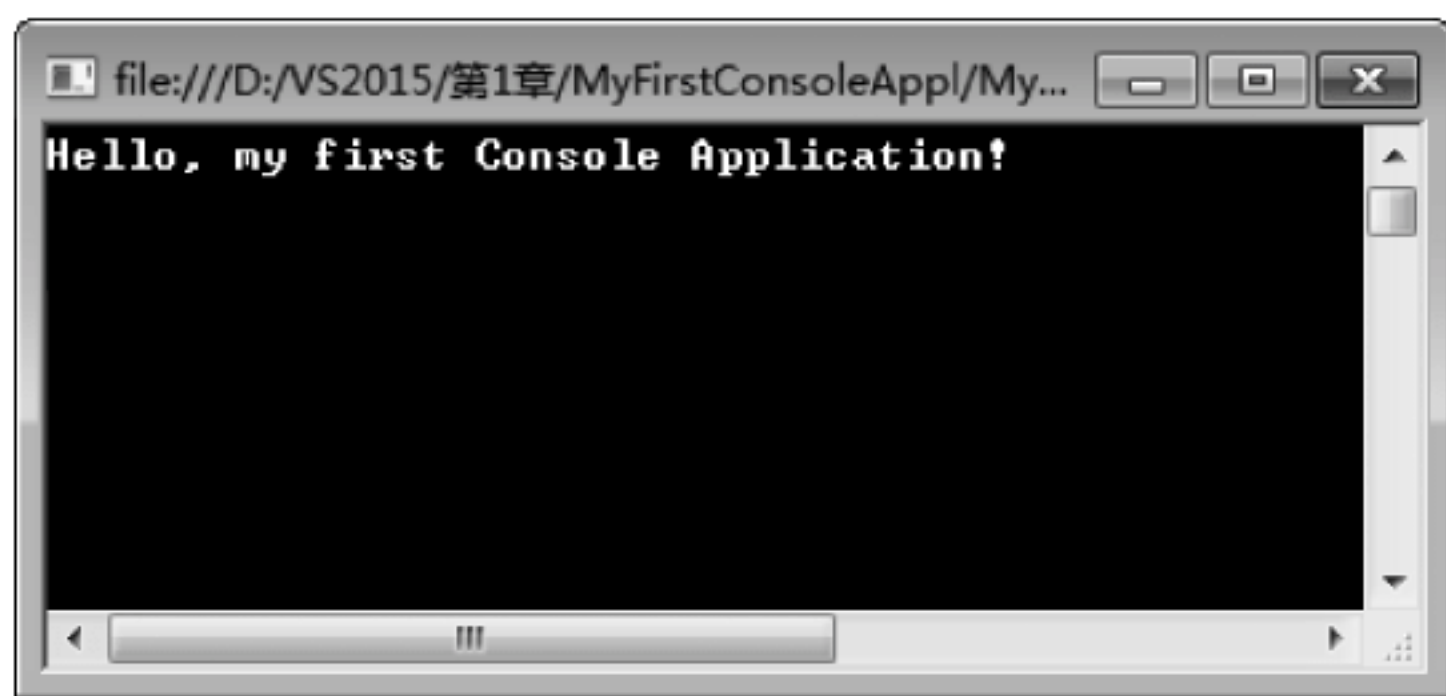 file:///D:/VS2015/第1章/MyFirstConsoleAppl/My...
Hello, my first Console Application!